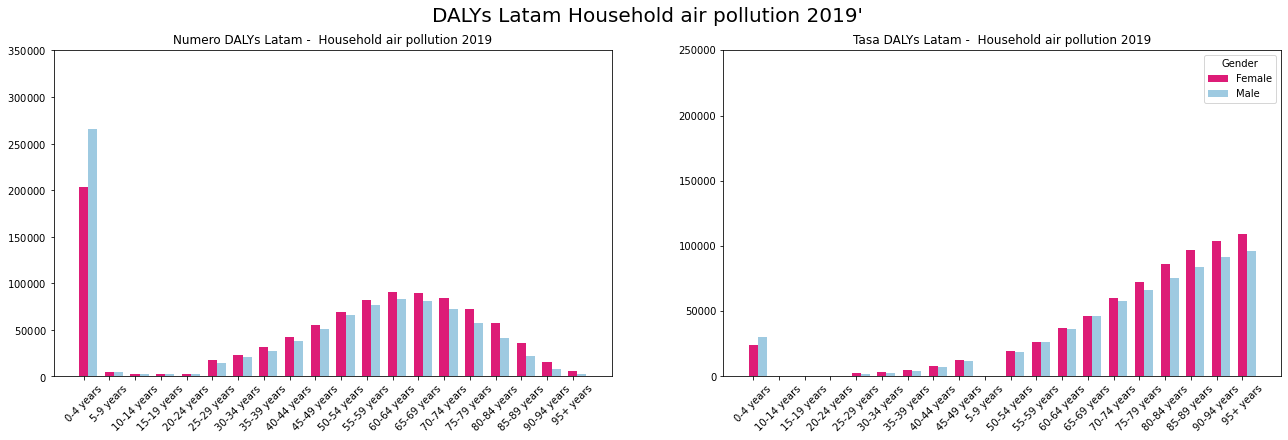 DALYs Latam Household air pollution 2019'
Numero DALYs Latam -  Household air pollution 2019
350000
300000
250000
200000
150000
100000
50000
0
0-4 years
5-9 years
10-14 years
15-19 years
20-24 years
25-29 years
30-34 years
35-39 years
40-44 years
45-49 years
50-54 years
55-59 years
60-64 years
65-69 years
70-74 years
75-79 years
80-84 years
85-89 years
90-94 years
95+ years
Tasa DALYs Latam -  Household air pollution 2019
250000
200000
150000
100000
50000
0
Gender
Female
Male
0-4 years
10-14 years
15-19 years
20-24 years
25-29 years
30-34 years
35-39 years
40-44 years
45-49 years
5-9 years
50-54 years
55-59 years
60-64 years
65-69 years
70-74 years
75-79 years
80-84 years
85-89 years
90-94 years
95+ years